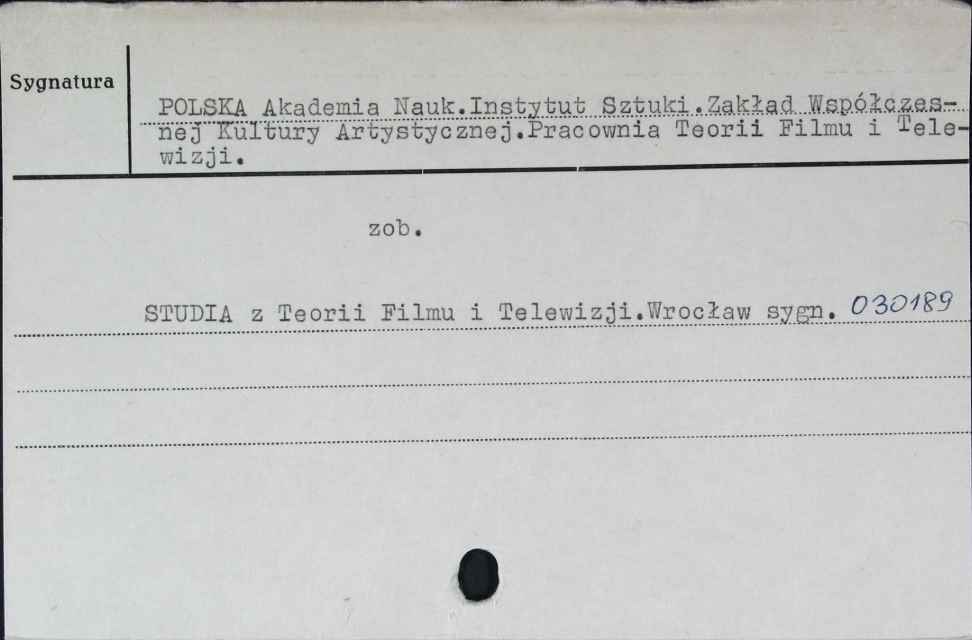 Sygnatura
POLSKA Akademia Nauk.Instytut Sztuki.Zakład Współczes-
nej Kultury Artystycznej.Pracownia Teorii Filmu i Tele-
wizji.
zob.
STUDIA z Teorii Filmu i Telewizji.Wrocław sygn. 030189